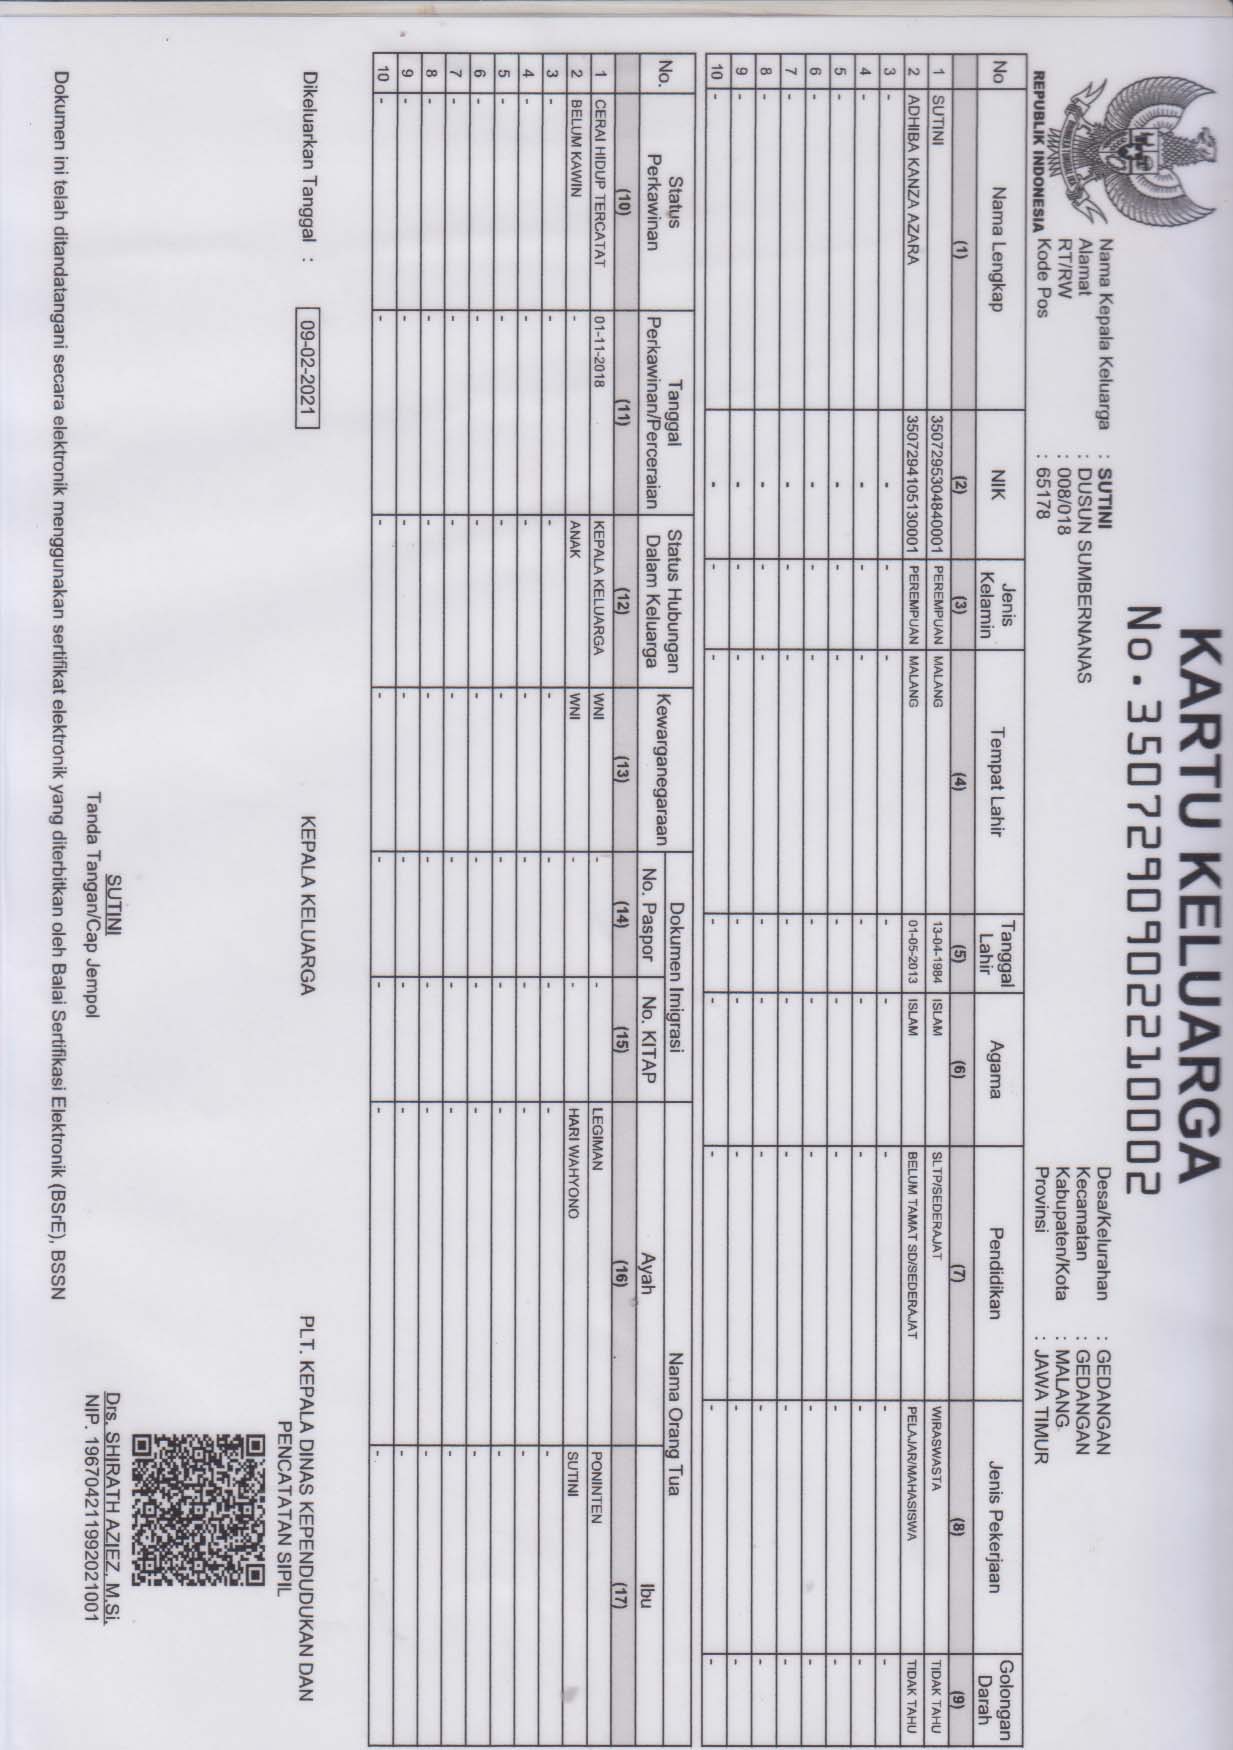 KARTU KELUARGA
No. 3507290902210002
REPUBLIK INDONESIA
Nama Kepala Keluarga : SUTINI
Alamat : DUSUN SUMBERNANAS
RT/RW : 008/018
Kode Pos : 65178
Desa/Kelurahan : GEDANGAN
Kecamatan : GEDANGAN
Kabupaten/Kota : MALANG
Provinsi : JAWA TIMUR
No Nama Lengkap NIK Jenis Kelamin Tempat Lahir Tanggal Lahir Agama Pendidikan Jenis Pekerjaan Golongan Darah
(1) (2) (3) (4) (5) (6) (7) (8) (9)
1 SUTINI 3507295304840001 PEREMPUAN MALANG 13-04-1984 ISLAM SLTP/SEDERAJAT WIRASWASTA TIDAK TAHU
2 ADHIBA KANZA AZARA 3507294105130001 PEREMPUAN MALANG 01-05-2013 ISLAM BELUM TAMAT SD/SEDERAJAT PELAJAR/MAHASISWA TIDAK TAHU
3 - - - - - - - - -
4 - - - - - - - - -
5 - - - - - - - - -
6 - - - - - - - - -
7 - - - - - - - - -
8 - - - - - - - - -
9 - - - - - - - - -
10 - - - - - - - - -
No. Status Perkawinan Tanggal Perkawinan/Perceraian Status Hubungan Dalam Keluarga Kewarganegaraan Dokumen Imigrasi Nama Orang Tua
No. Paspor No. KITAP Ayah Ibu
(10) (11) (12) (13) (14) (15) (16) (17)
1 CERAI HIDUP TERCATAT 01-11-2018 KEPALA KELUARGA WNI - - LEGIMAN PONINTEN
2 BELUM KAWIN - ANAK WNI - - HARI WAHYONO SUTINI
3 - - - - - - - -
4 - - - - - - - -
5 - - - - - - - -
6 - - - - - - - -
7 - - - - - - - -
8 - - - - - - - -
9 - - - - - - - -
10 - - - - - - - -
Dikeluarkan Tanggal : 09-02-2021
KEPALA KELUARGA
SUTINI
Tanda Tangan/Cap Jempol
PLT. KEPALA DINAS KEPENDUDUKAN DAN
PENCATATAN SIPIL
Drs. SHIRATH AZIEZ, M.Si.
NIP. 196704211992021001
Dokumen ini telah ditandatangani secara elektronik menggunakan sertifikat elektronik yang diterbitkan oleh Balai Sertifikasi Elektronik (BSrE), BSSN